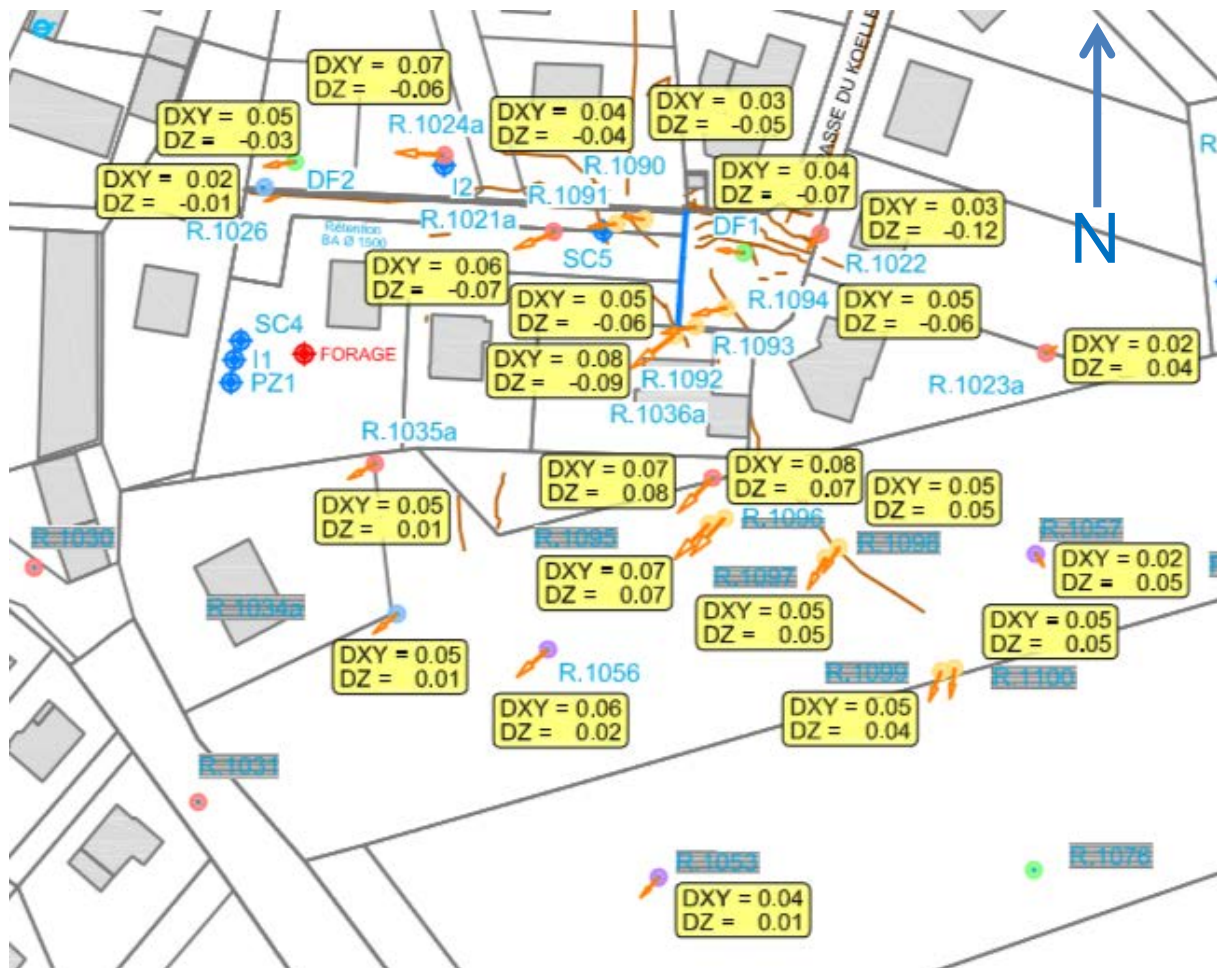 DXY = 0.07
DZ = -0.06
DXY = 0.05
DZ = -0.03
R.1024a
DXY = 0.04
DZ = -0.04
DXY = 0.03
DZ = -0.05
ASSE DU KOELLE
R.1090
DXY = 0.02
DZ = -0.01
DF2
I2
R.1091
DXY = 0.04
DZ = -0.07
R.1026
Rétention
BA Ø 1500
R.1021a
DF1
DXY = 0.03
DZ = -0.12
N
SC5
R.1022
DXY = 0.06
DZ = -0.07
DXY = 0.05
DZ = -0.06
R.1094
DXY = 0.05
DZ = -0.06
SC4
I1
PZ1
FORAGE
R.1093
DXY = 0.08
DZ = -0.09
R.1092
R.1036a
R.1023a
DXY = 0.02
DZ = 0.04
R.1035a
DXY = 0.07
DZ = 0.08
DXY = 0.08
DZ = 0.07
DXY = 0.05
DZ = 0.05
DXY = 0.05
DZ = 0.01
R.1030
R.1095
R.1096
R.1098
R.1057
DXY = 0.07
DZ = 0.07
R.1097
DXY = 0.02
DZ = 0.05
R.1034a
DXY = 0.05
DZ = 0.05
DXY = 0.05
DZ = 0.05
DXY = 0.05
DZ = 0.01
R.1056
R.1099
R.1100
DXY = 0.06
DZ = 0.02
DXY = 0.05
DZ = 0.04
R.1031
R.1053
R.1076
DXY = 0.04
DZ = 0.01